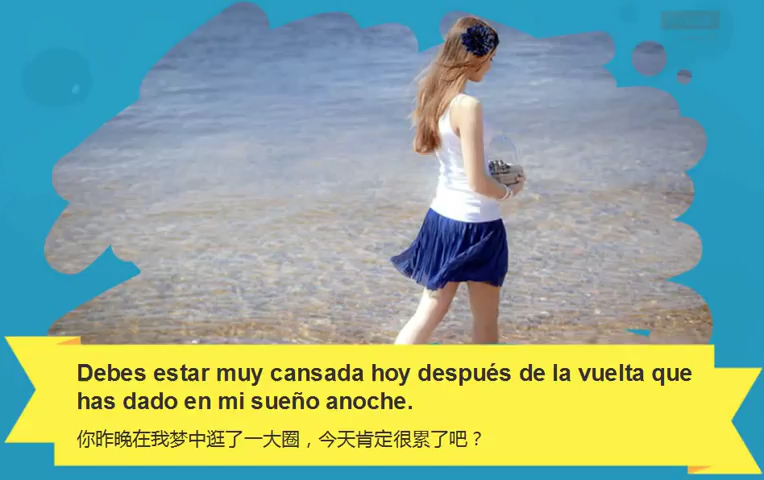 Debes estar muy cansada hoy después de la vuelta que
has dado en mi sueño anoche.
你昨晚在我梦中逛了一大圈，今天肯定很累了吧？